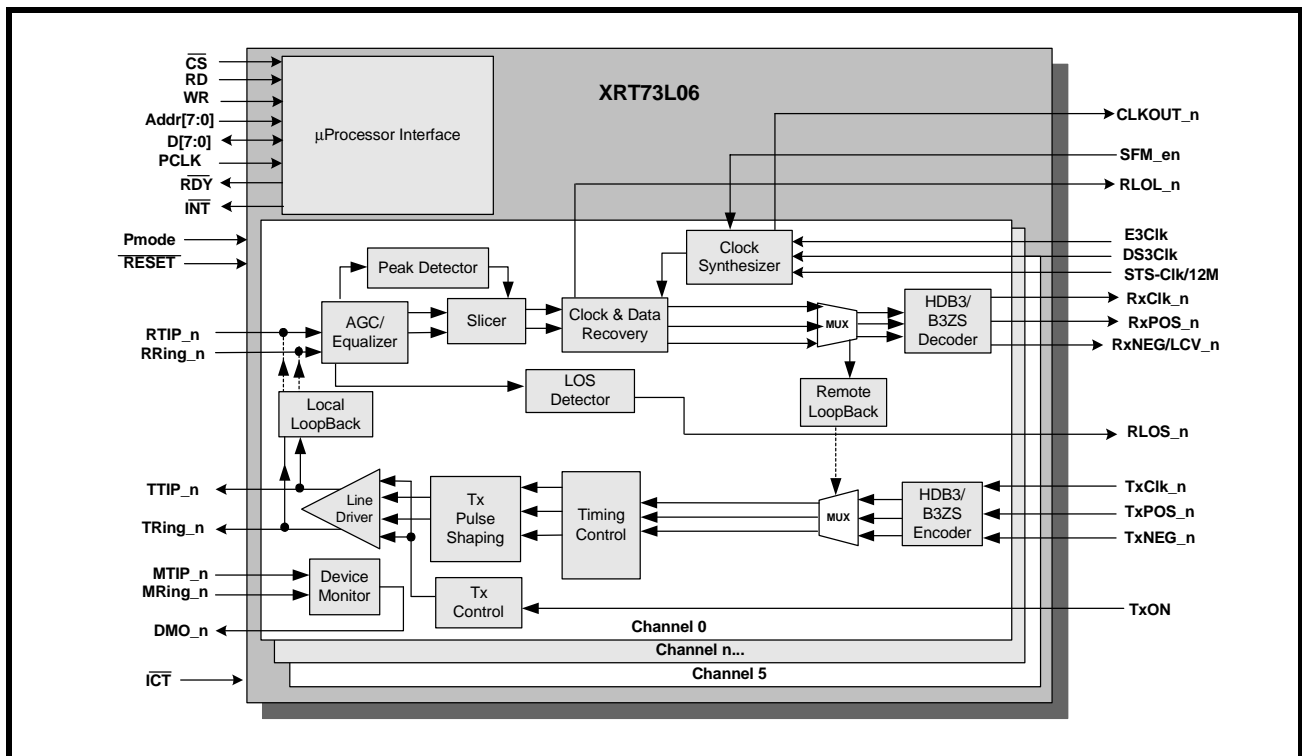 XRT73L06
CS
RD
WR
Addr[7:0]
D[7:0]
PCLK
RDY
INT
Pmode
RESET
µProcessor Interface
CLKOUT_n
SFM_en
RLOL_n
E3Clk
DS3Clk
STS-Clk/12M
Clock
Synthesizer
Peak Detector
RTIP_n
RRing_n
AGC/
Equalizer
Slicer
Clock & Data
Recovery
MUX
HDB3/
B3ZS
Decoder
RxClk_n
RxPOS_n
RxNEG/LCV_n
LOS
Detector
Remote
LoopBack
Local
LoopBack
RLOS_n
TTIP_n
TRing_n
Line
Driver
Tx
Pulse
Shaping
Timing
Control
MUX
HDB3/
B3ZS
Encoder
TxClk_n
TxPOS_n
TxNEG_n
MTIP_n
MRing_n
Device
Monitor
DMO_n
Tx
Control
TxON
Channel 0
Channel n...
Channel 5
ICT